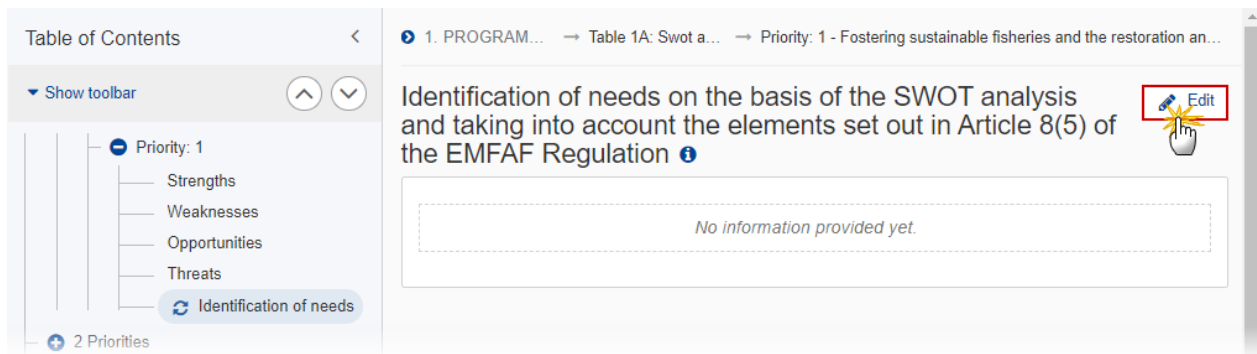 Table of Contents
Show toolbar
Priority: 1
Strengths
Weaknesses
Opportunities
Threats
Identification of needs
2 Priorities
1. PROGRAM... → Table 1A: Swot a... → Priority: 1 - Fostering sustainable fisheries and the restoration an...
Identification of needs on the basis of the SWOT analysis
and taking into account the elements set out in Article 8(5) of
the EMFAF Regulation
Edit
No information provided yet.